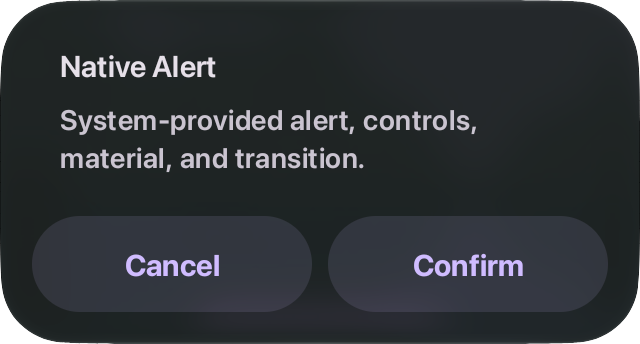 Native Alert
System-provided alert, controls,
material, and transition.
Cancel
Confirm